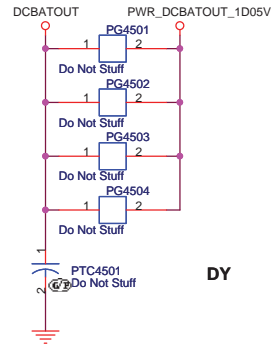 DCBATOUT PWR_DCBATOUT_1D05V
PG4501
1 2
Do Not Stuff
PG4502
1 2
Do Not Stuff
PG4503
1 2
Do Not Stuff
PG4504
1 2
Do Not Stuff
1
PTC4501
2 Do Not Stuff
DY